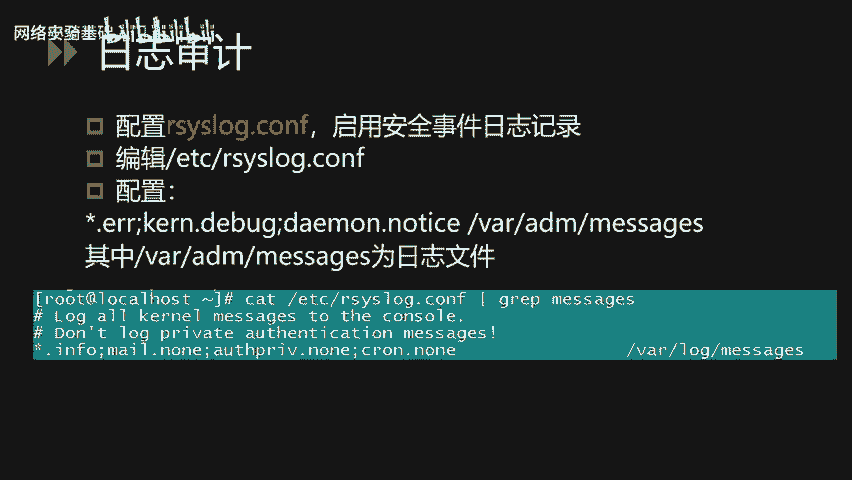 网络安全基础
日志审计
配置rsyslog.conf，启用安全事件日志记录
编辑/etc/rsyslog.conf
配置：
*.err;kern.debug;daemon.notice /var/adm/messages
其中/var/adm/messages为日志文件
[root@localhost ~]# cat /etc/rsyslog.conf | grep messages
# Log all kernel messages to the console.
# Don't log private authentication messages!
*.info;mail.none;authpriv.none;cron.none /var/log/messages